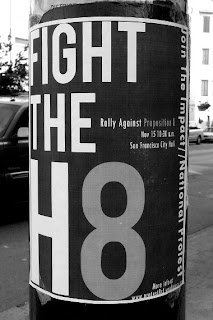 FIGHT
THE
H8
Rally Against Proposition 8
Nov 15 10:30 a.m.
San Francisco City Hall
Join The Impact/National Protest
More info at